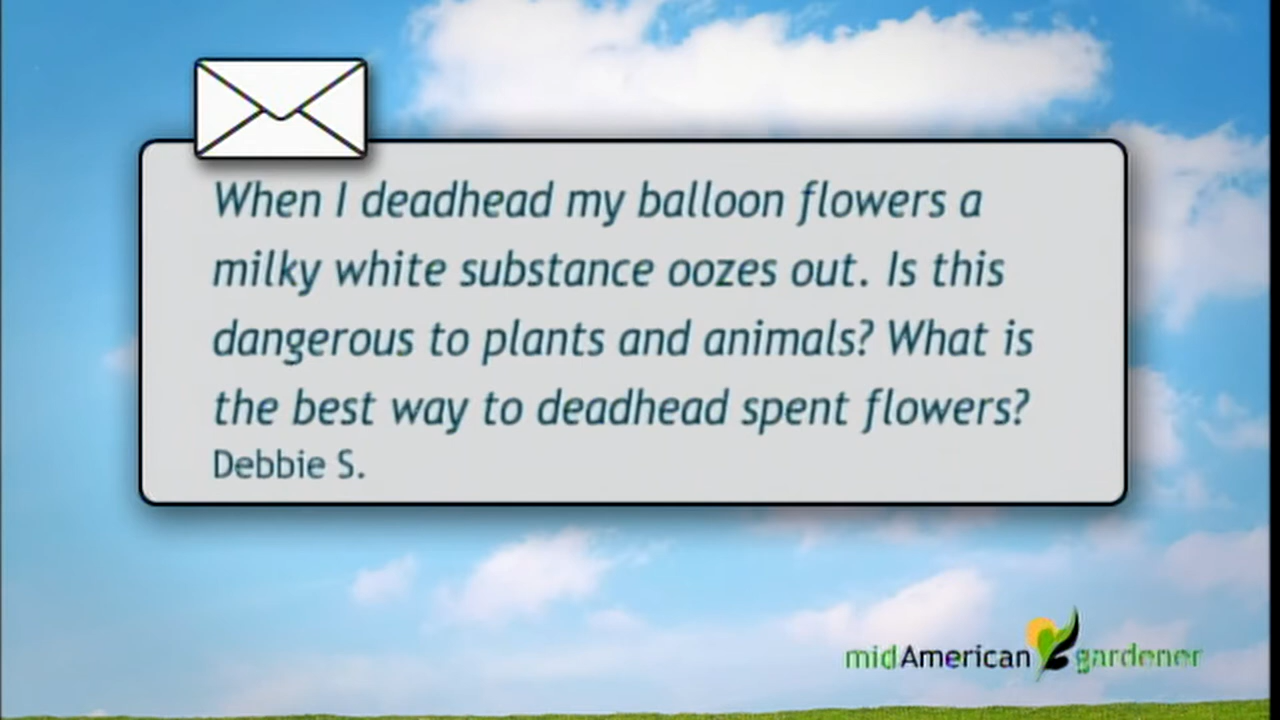 When I deadhead my balloon flowers a
milky white substance oozes out. Is this
dangerous to plants and animals? What is
the best way to deadhead spent flowers?
Debbie S.
midAmerican gardener